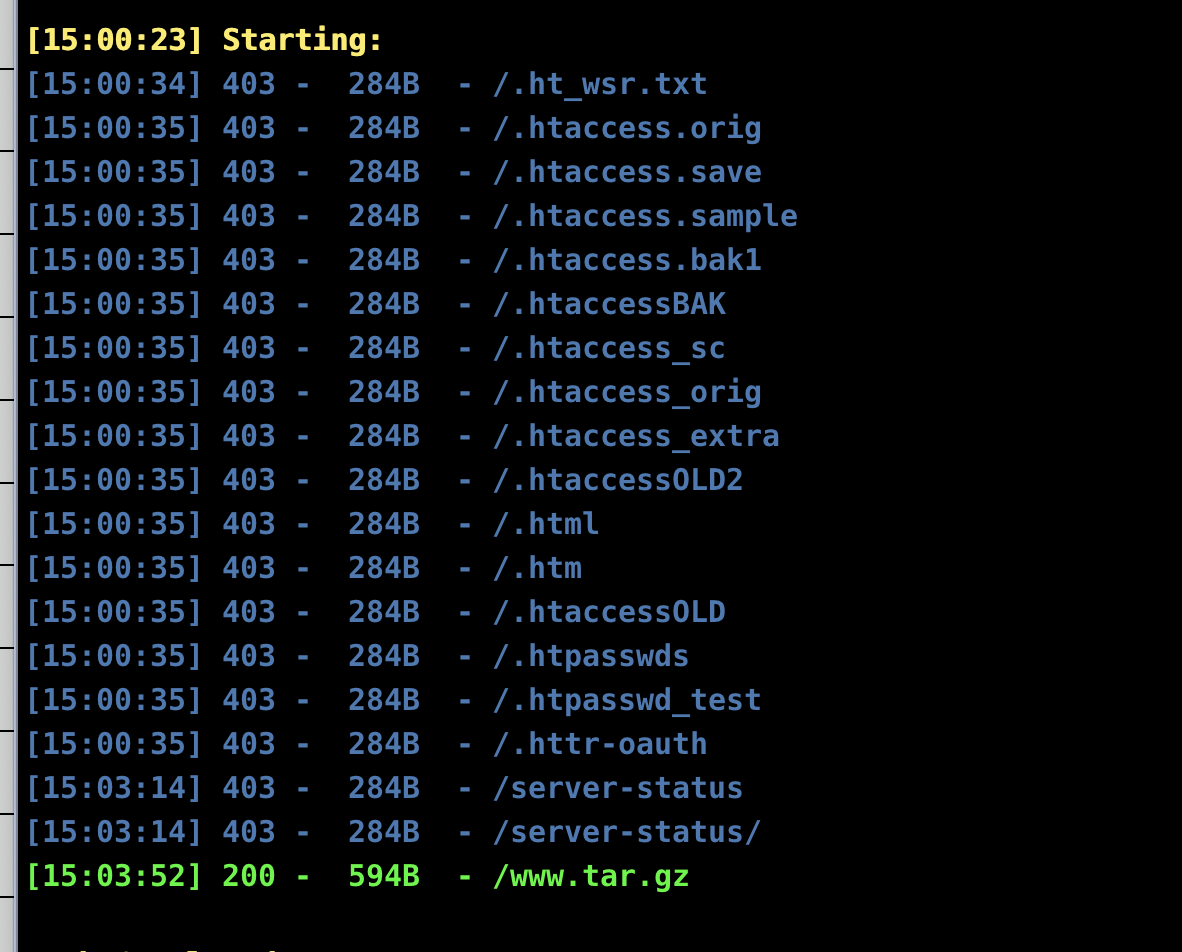 [15:00:23] Starting:
[15:00:34] 403 -  284B  - /.ht_wsr.txt
[15:00:35] 403 -  284B  - /.htaccess.orig
[15:00:35] 403 -  284B  - /.htaccess.save
[15:00:35] 403 -  284B  - /.htaccess.sample
[15:00:35] 403 -  284B  - /.htaccess.bak1
[15:00:35] 403 -  284B  - /.htaccessBAK
[15:00:35] 403 -  284B  - /.htaccess_sc
[15:00:35] 403 -  284B  - /.htaccess_orig
[15:00:35] 403 -  284B  - /.htaccess_extra
[15:00:35] 403 -  284B  - /.htaccessOLD2
[15:00:35] 403 -  284B  - /.html
[15:00:35] 403 -  284B  - /.htm
[15:00:35] 403 -  284B  - /.htaccessOLD
[15:00:35] 403 -  284B  - /.htpasswds
[15:00:35] 403 -  284B  - /.htpasswd_test
[15:00:35] 403 -  284B  - /.httr-oauth
[15:03:14] 403 -  284B  - /server-status
[15:03:14] 403 -  284B  - /server-status/
[15:03:52] 200 -  594B  - /www.tar.gz